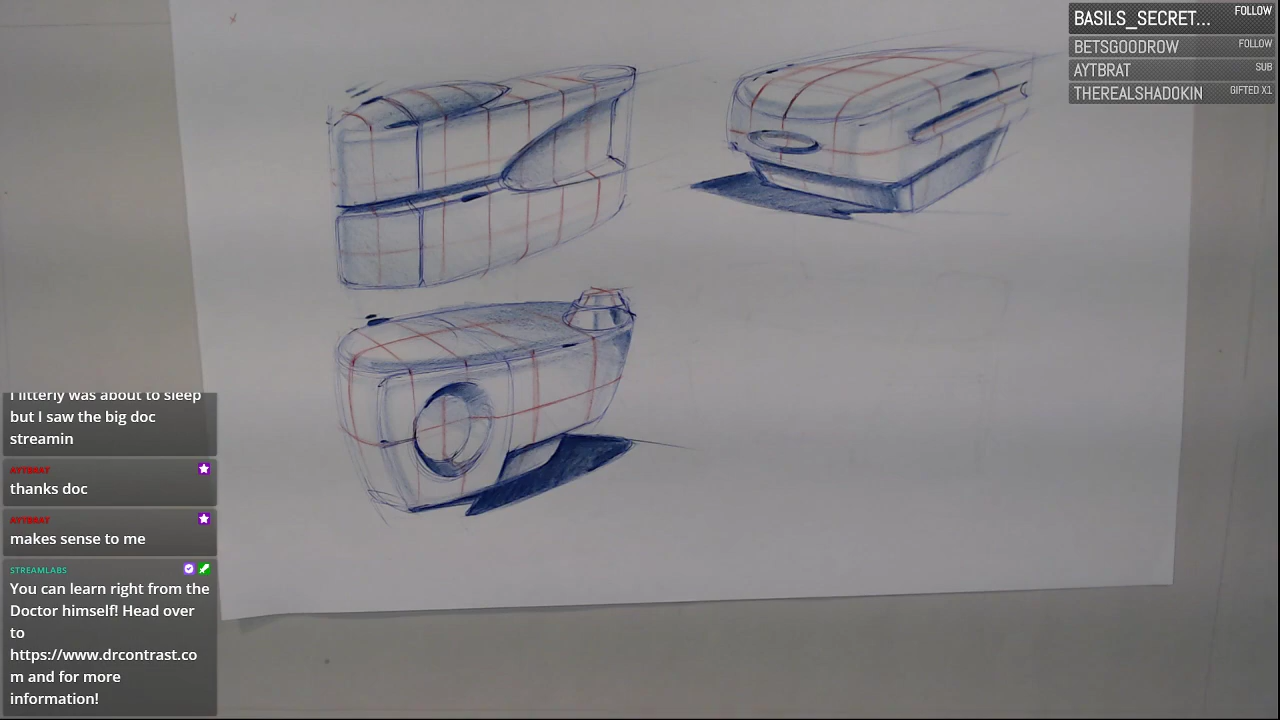 BASILS_SECRET...
FOLLOW
BETSGOODROW
FOLLOW
AYTBRAT
SUB
THEREALSHADOKIN
GIFTED X1
I litterly was about to sleep
but I saw the big doc
streamin
AYTBRAT
thanks doc
AYTBRAT
makes sense to me
STREAMLABS
You can learn right from the
Doctor himself! Head over
to
https://www.drcontrast.co
m and for more
information!